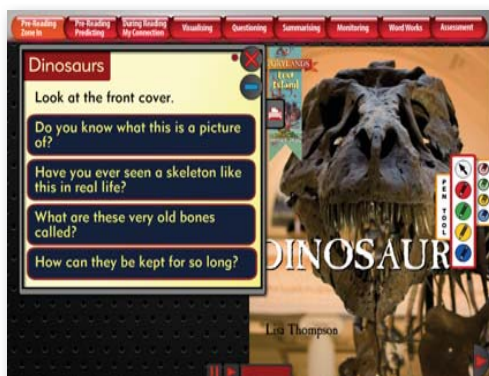 Pre-Reading
Zone In
Pre-Reading
Predicting
During Reading
My Connection
Visualising
Questioning
Summarising
Monitoring
Word Works
Assessment
Dinosaurs
Look at the front cover.
Do you know what this is a picture
of?
Have you ever seen a skeleton like
this in real life?
What are these very old bones
called?
How can they be kept for so long?
Island
PEN TOOL
DINOSAUR
Lisa Thompson